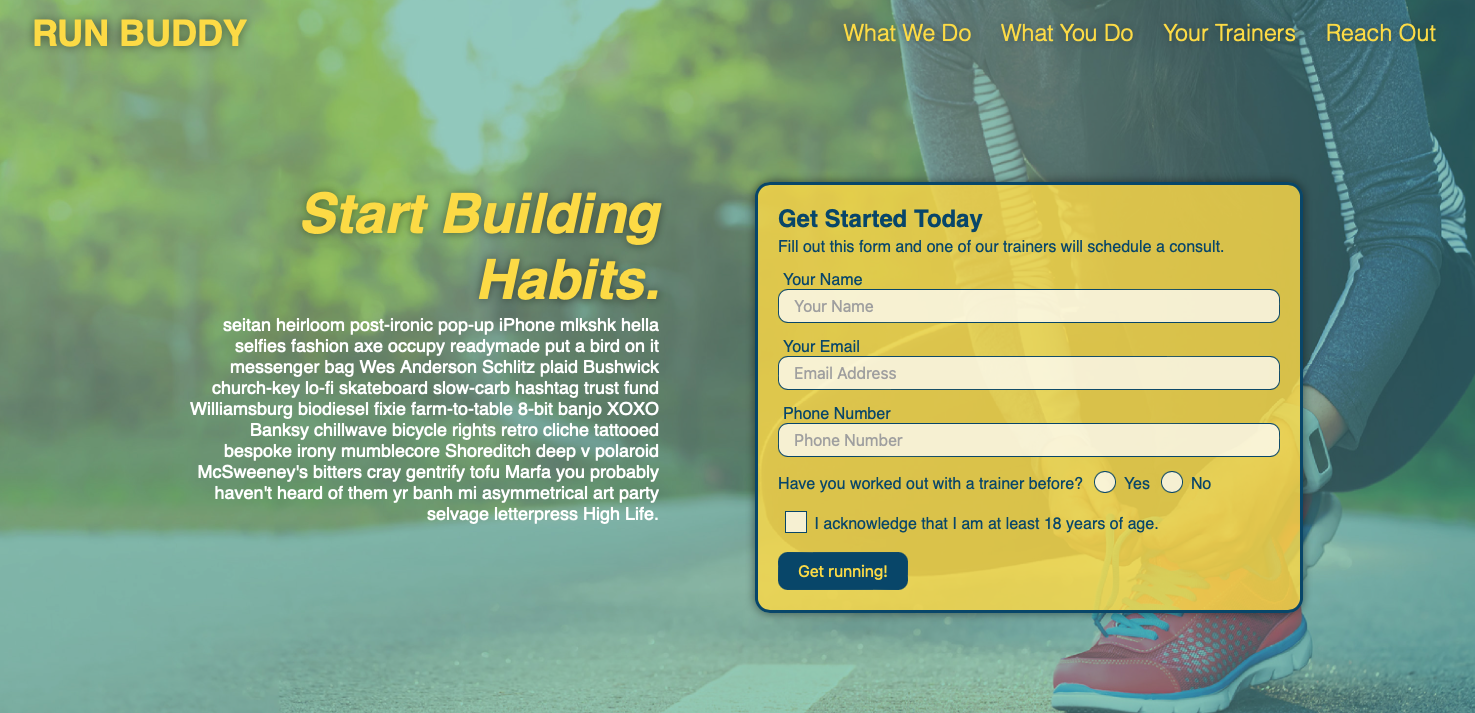 RUN BUDDY
What We Do What You Do Your Trainers Reach Out
Start Building
Habits.
seitan heirloom post-ironic pop-up iPhone mlkshk hella
selfies fashion axe occupy readymade put a bird on it
messenger bag Wes Anderson Schlitz plaid Bushwick
church-key lo-fi skateboard slow-carb hashtag trust fund
Williamsburg biodiesel fixie farm-to-table 8-bit banjo XOXO
Banksy chillwave bicycle rights retro cliche tattooed
bespoke irony mumblecore Shoreditch deep v polaroid
McSweeney's bitters cray gentrify tofu Marfa you probably
haven't heard of them yr banh mi asymmetrical art party
selvage letterpress High Life.
Get Started Today
Fill out this form and one of our trainers will schedule a consult.
Your Name
Your Name
Your Email
Email Address
Phone Number
Phone Number
Have you worked out with a trainer before? Yes No
I acknowledge that I am at least 18 years of age.
Get running!